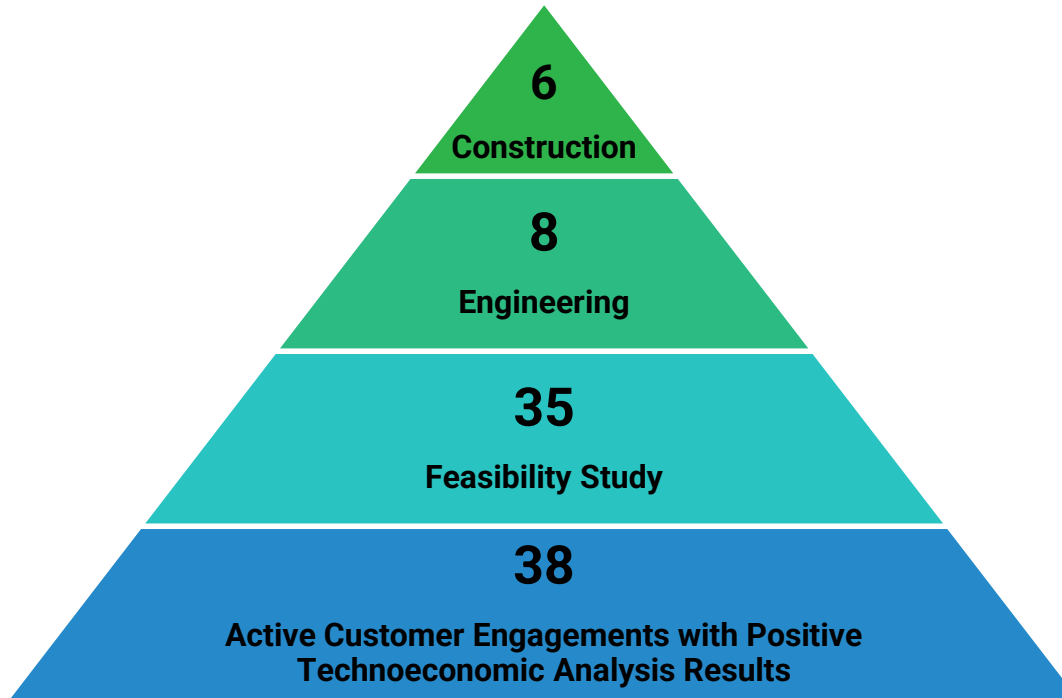 6
Construction
8
Engineering
35
Feasibility Study
38
Active Customer Engagements with Positive
Technoeconomic Analysis Results